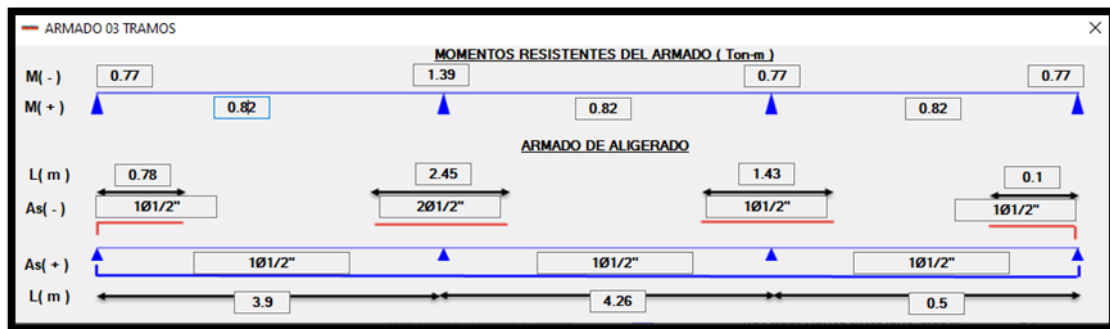 ARMADO 03 TRAMOS
MOMENTOS RESISTENTES DEL ARMADO ( Ton-m )
M( - ) 0.77 1.39 0.77 0.77
M( + ) 0.82 0.82 0.82
ARMADO DE ALIGERADO
L( m ) 0.78 2.45 1.43 0.1
As( - ) 1Ø1/2" 2Ø1/2" 1Ø1/2" 1Ø1/2"
As( + ) 1Ø1/2" 1Ø1/2" 1Ø1/2"
L( m ) 3.9 4.26 0.5